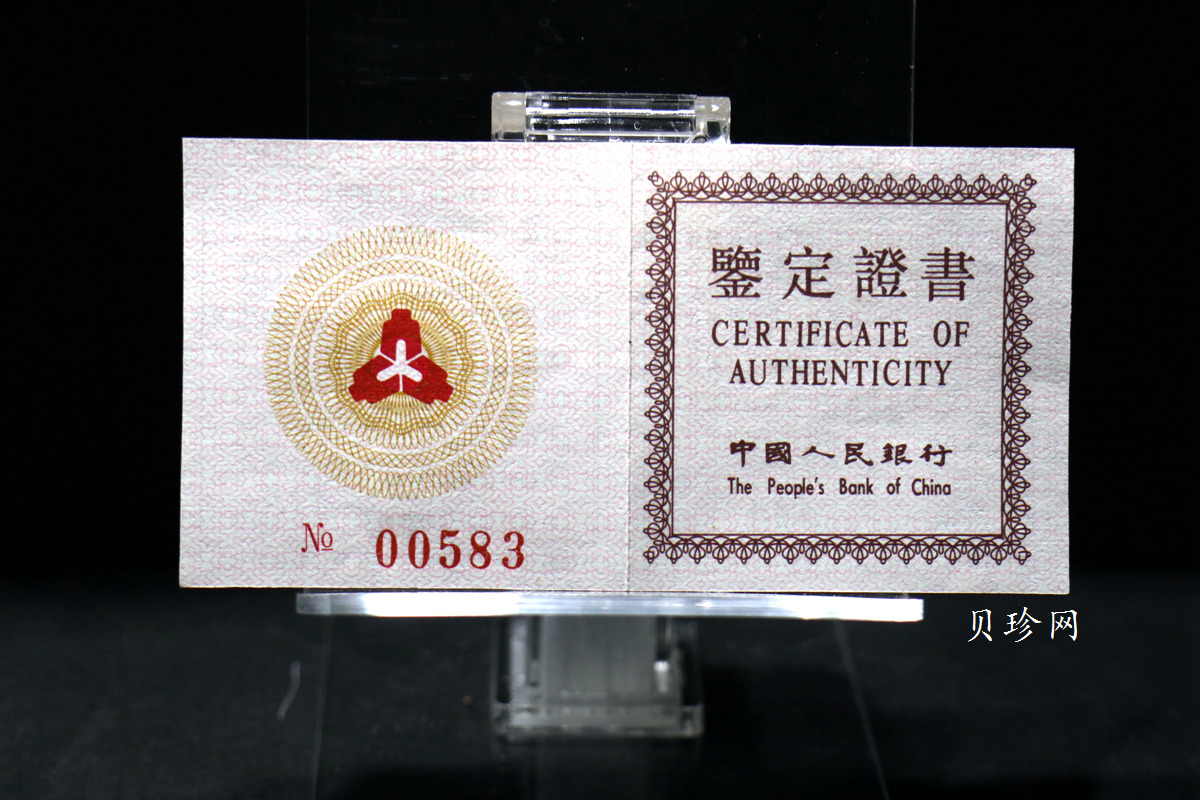 № 00583
鑒定證書
CERTIFICATE OF
AUTHENTICITY
中國人民銀行
The People's Bank of China
贝珍网